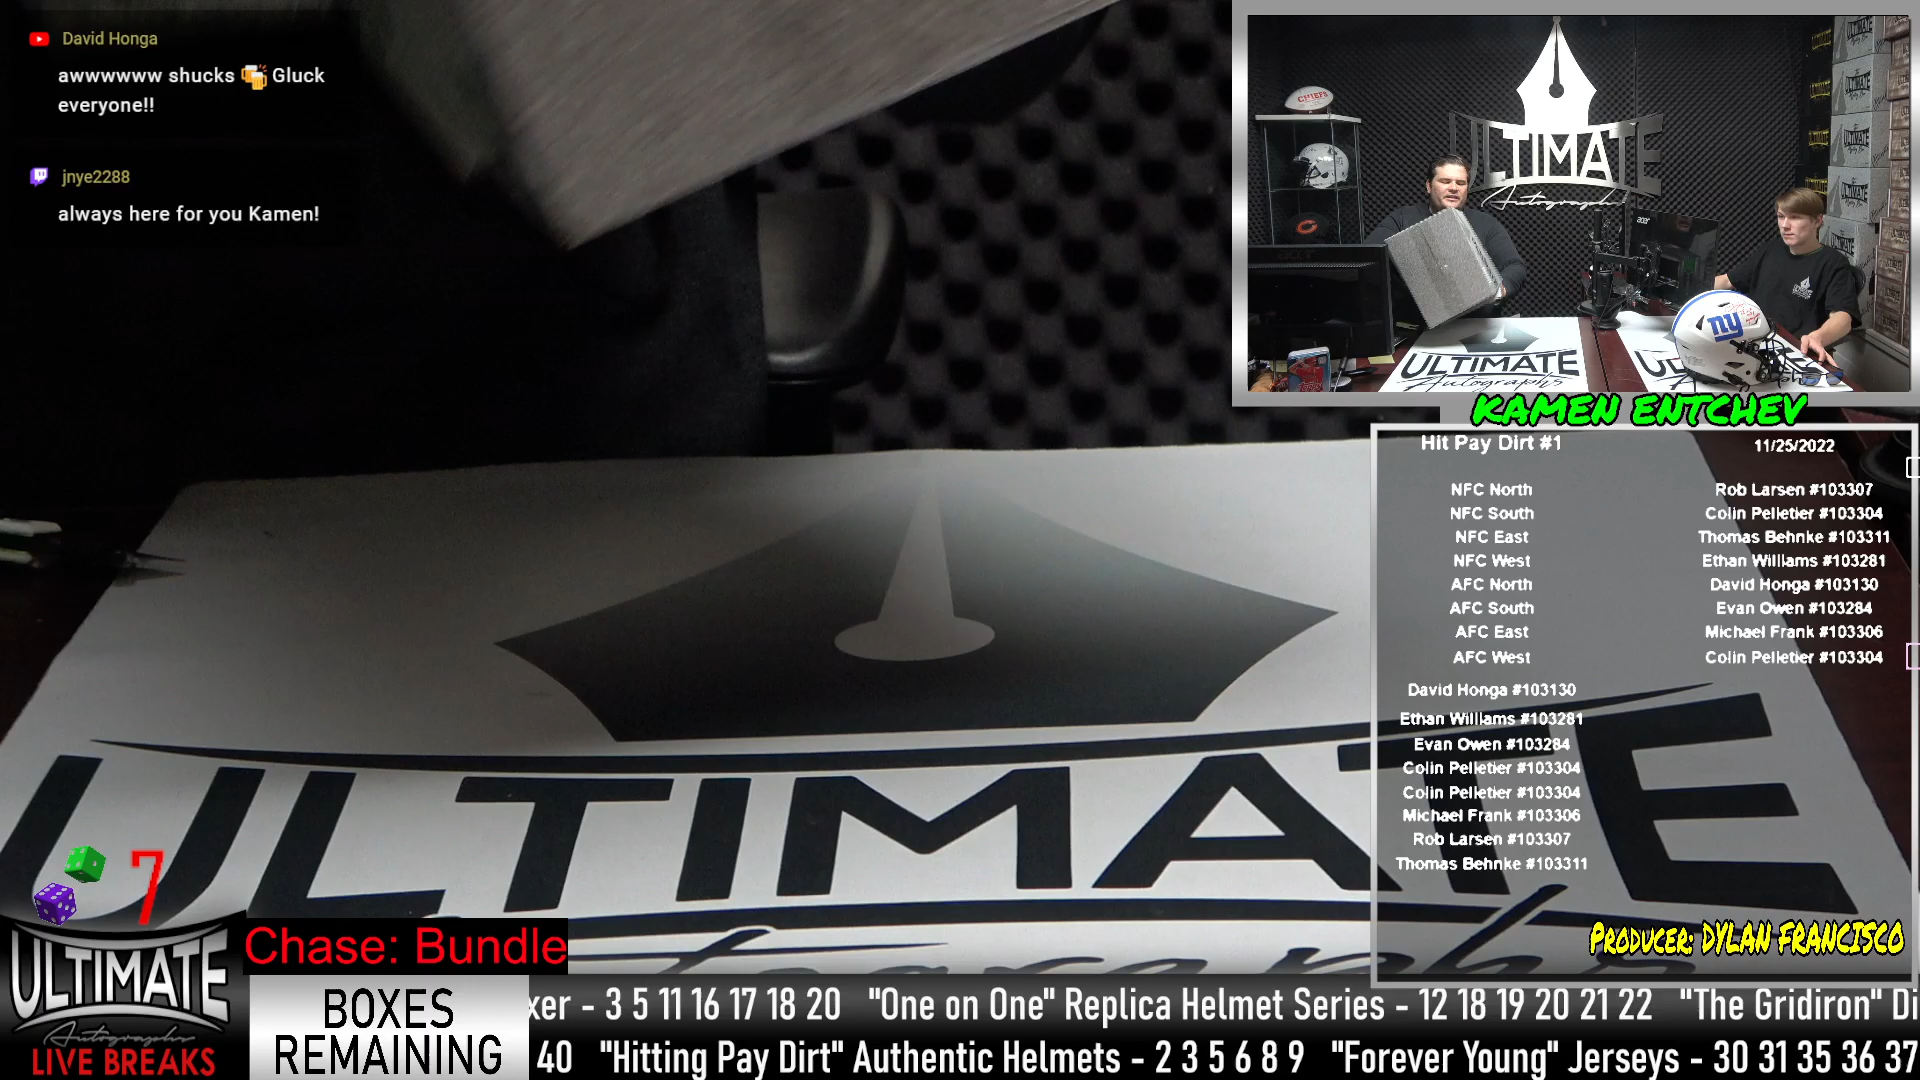 David Honga
awwwwww shucks Gluck
everyone!!
jnye2288
always here for you Kamen!
CHIEFS
ULTIMATE
Autographs
acer
ny
ULTIMATE
Autographs
KAMEN ENTCHEV
Hit Pay Dirt #1 11/25/2022
NFC North Rob Larsen #103307
NFC South Colin Pelletier #103304
NFC East Thomas Behnke #103311
NFC West Ethan Williams #103281
AFC North David Honga #103130
AFC South Evan Owen #103284
AFC East Michael Frank #103306
AFC West Colin Pelletier #103304
David Honga #103130
Ethan Williams #103281
Evan Owen #103284
Colin Pelletier #103304
Colin Pelletier #103304
Michael Frank #103306
Rob Larsen #103307
Thomas Behnke #103311
Producer: DYLAN FRANCISCO
ULTIMATE
7
ULTIMATE
Autographs
LIVE BREAKS
Chase: Bundle
BOXES
REMAINING
xer - 3 5 11 16 17 18 20 "One on One" Replica Helmet Series - 12 18 19 20 21 22 "The Gridiron" Di
40 "Hitting Pay Dirt" Authentic Helmets - 2 3 5 6 8 9 "Forever Young" Jerseys - 30 31 35 36 37